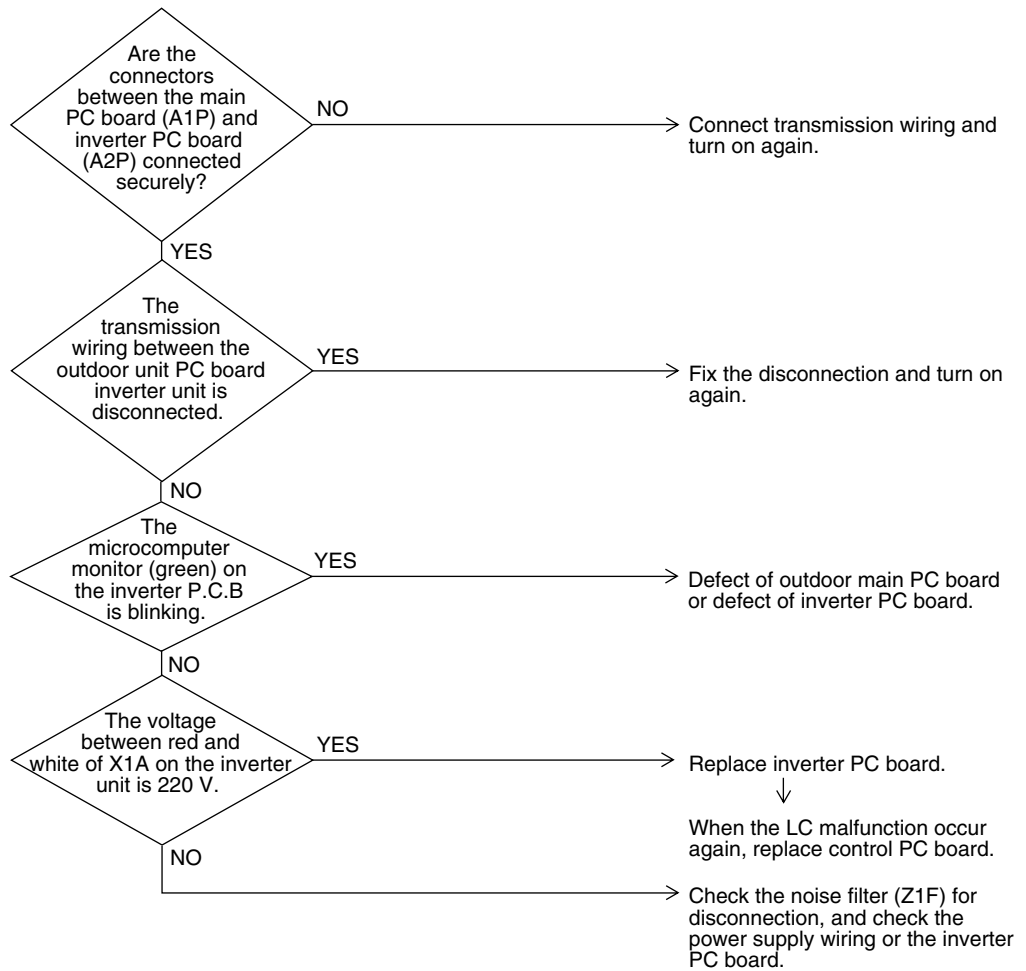 Are the
connectors
between the main
PC board (A1P) and
inverter PC board
(A2P) connected
securely?
NO
Connect transmission wiring and
turn on again.
YES
The
transmission
wiring between the
outdoor unit PC board
inverter unit is
disconnected.
YES
Fix the disconnection and turn on
again.
NO
The
microcomputer
monitor (green) on
the inverter P.C.B
is blinking.
YES
Defect of outdoor main PC board
or defect of inverter PC board.
NO
The voltage
between red and
white of X1A on the inverter
unit is 220 V.
YES
Replace inverter PC board.
When the LC malfunction occur
again, replace control PC board.
NO
Check the noise filter (Z1F) for
disconnection, and check the
power supply wiring or the inverter
PC board.